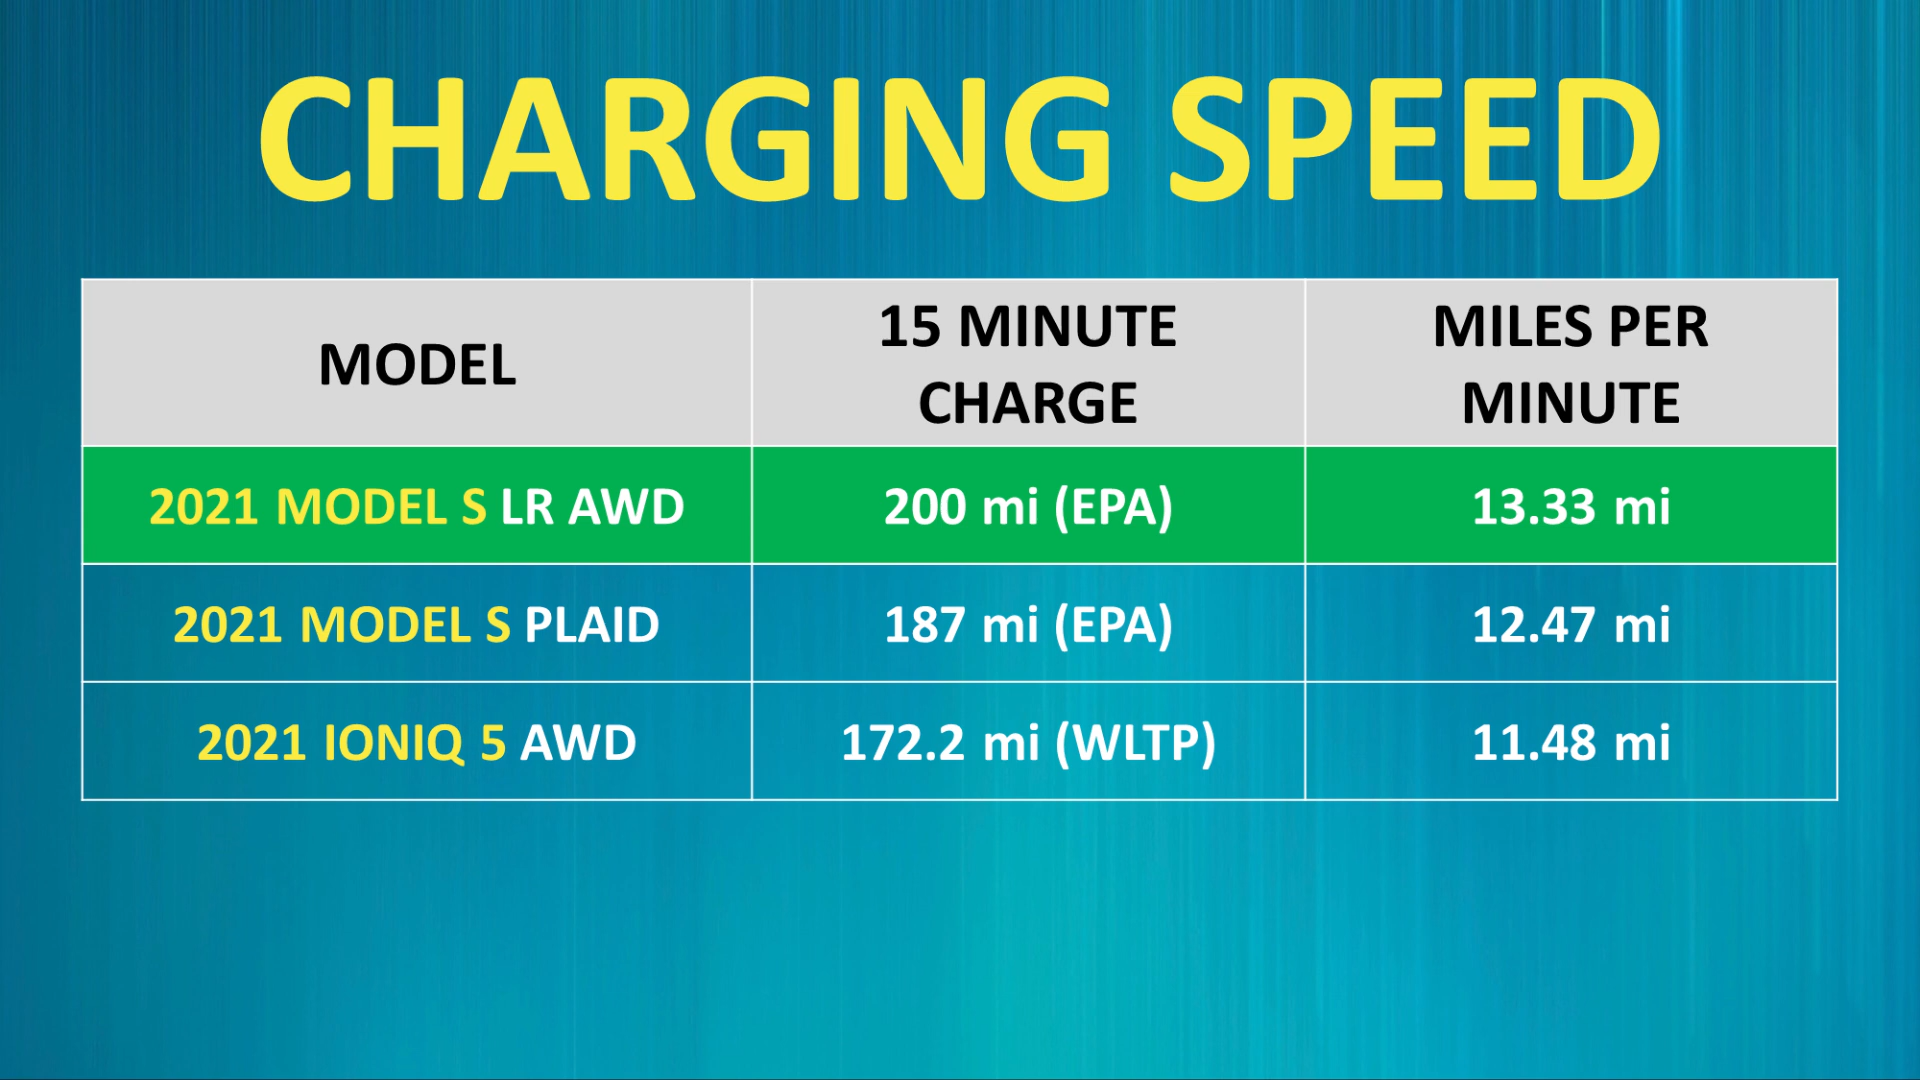 CHARGING SPEED
MODEL
15 MINUTE
CHARGE
MILES PER
MINUTE
2021 MODEL S LR AWD
200 mi (EPA)
13.33 mi
2021 MODEL S PLAID
187 mi (EPA)
12.47 mi
2021 IONIQ 5 AWD
172.2 mi (WLTP)
11.48 mi